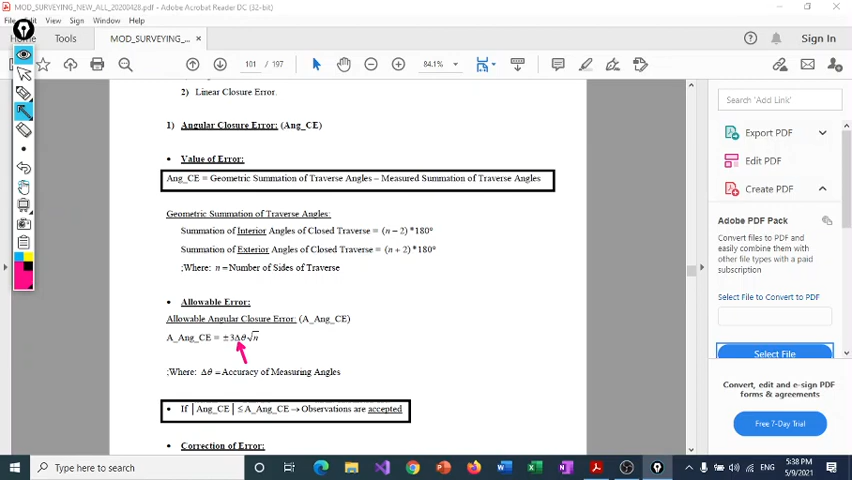 MOD_SURVEYING_NEW_ALL_20200428.pdf - Adobe Acrobat Reader DC (32-bit)
File Edit View Sign Window Help
Home Tools MOD_SURVEYING_... × Sign In
101 / 197 84.1%
2) Linear Closure Error.
1) Angular Closure Error: (Ang_CE)
• Value of Error:
Ang_CE = Geometric Summation of Traverse Angles – Measured Summation of Traverse Angles
Geometric Summation of Traverse Angles:
Summation of Interior Angles of Closed Traverse = (n − 2) *180°
Summation of Exterior Angles of Closed Traverse = (n + 2) *180°
;Where: n = Number of Sides of Traverse
• Allowable Error:
Allowable Angular Closure Error: (A_Ang_CE)
A_Ang_CE = ±3Δθ√n
;Where: Δθ = Accuracy of Measuring Angles
• If │Ang_CE│ ≤ A_Ang_CE → Observations are accepted
• Correction of Error:
Search 'Add Link'
Export PDF
Edit PDF
Create PDF
Adobe PDF Pack
Convert files to PDF and
easily combine them with
other file types with a paid
subscription
Select File to Convert to PDF
Select File
Convert, edit and e-sign PDF
forms & agreements
Free 7-Day Trial
Type here to search
ENG
5:38 PM
5/9/2021